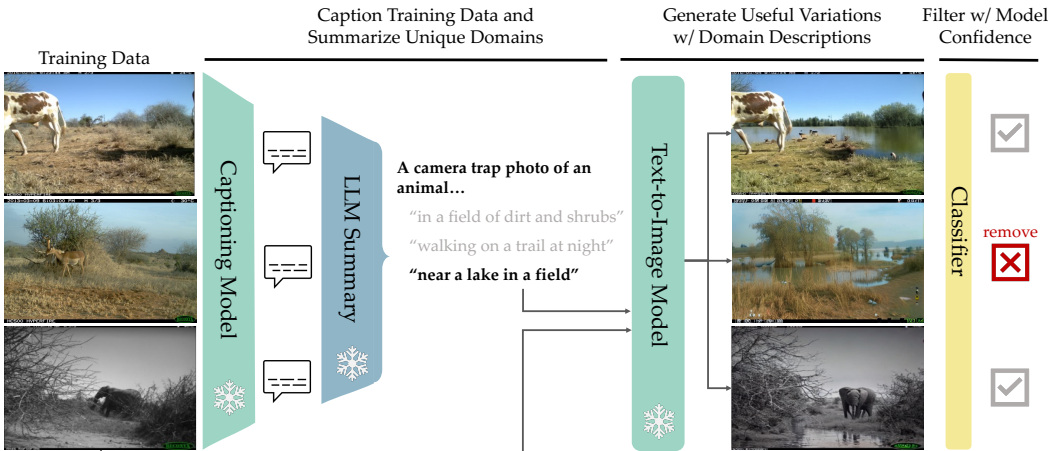 Caption Training Data and
Summarize Unique Domains
Generate Useful Variations
w/ Domain Descriptions
Filter w/ Model
Confidence
Training Data
Captioning Model
LLM Summary
A camera trap photo of an
animal...
“in a field of dirt and shrubs”
“walking on a trail at night”
“near a lake in a field”
Text-to-Image Model
Classifier
remove